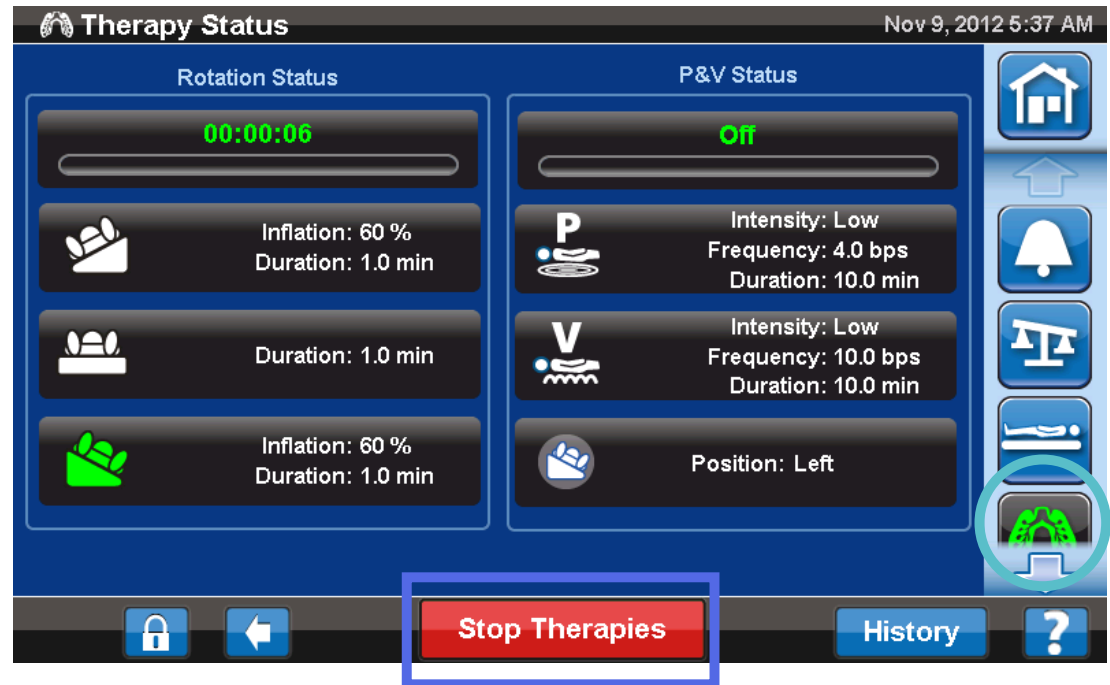 Therapy Status
Nov 9, 2012 5:37 AM
Rotation Status
00:00:06
Inflation: 60 %
Duration: 1.0 min
Duration: 1.0 min
Inflation: 60 %
Duration: 1.0 min
P&V Status
Off
P
Intensity: Low
Frequency: 4.0 bps
Duration: 10.0 min
V
Intensity: Low
Frequency: 10.0 bps
Duration: 10.0 min
Position: Left
Stop Therapies
History
?